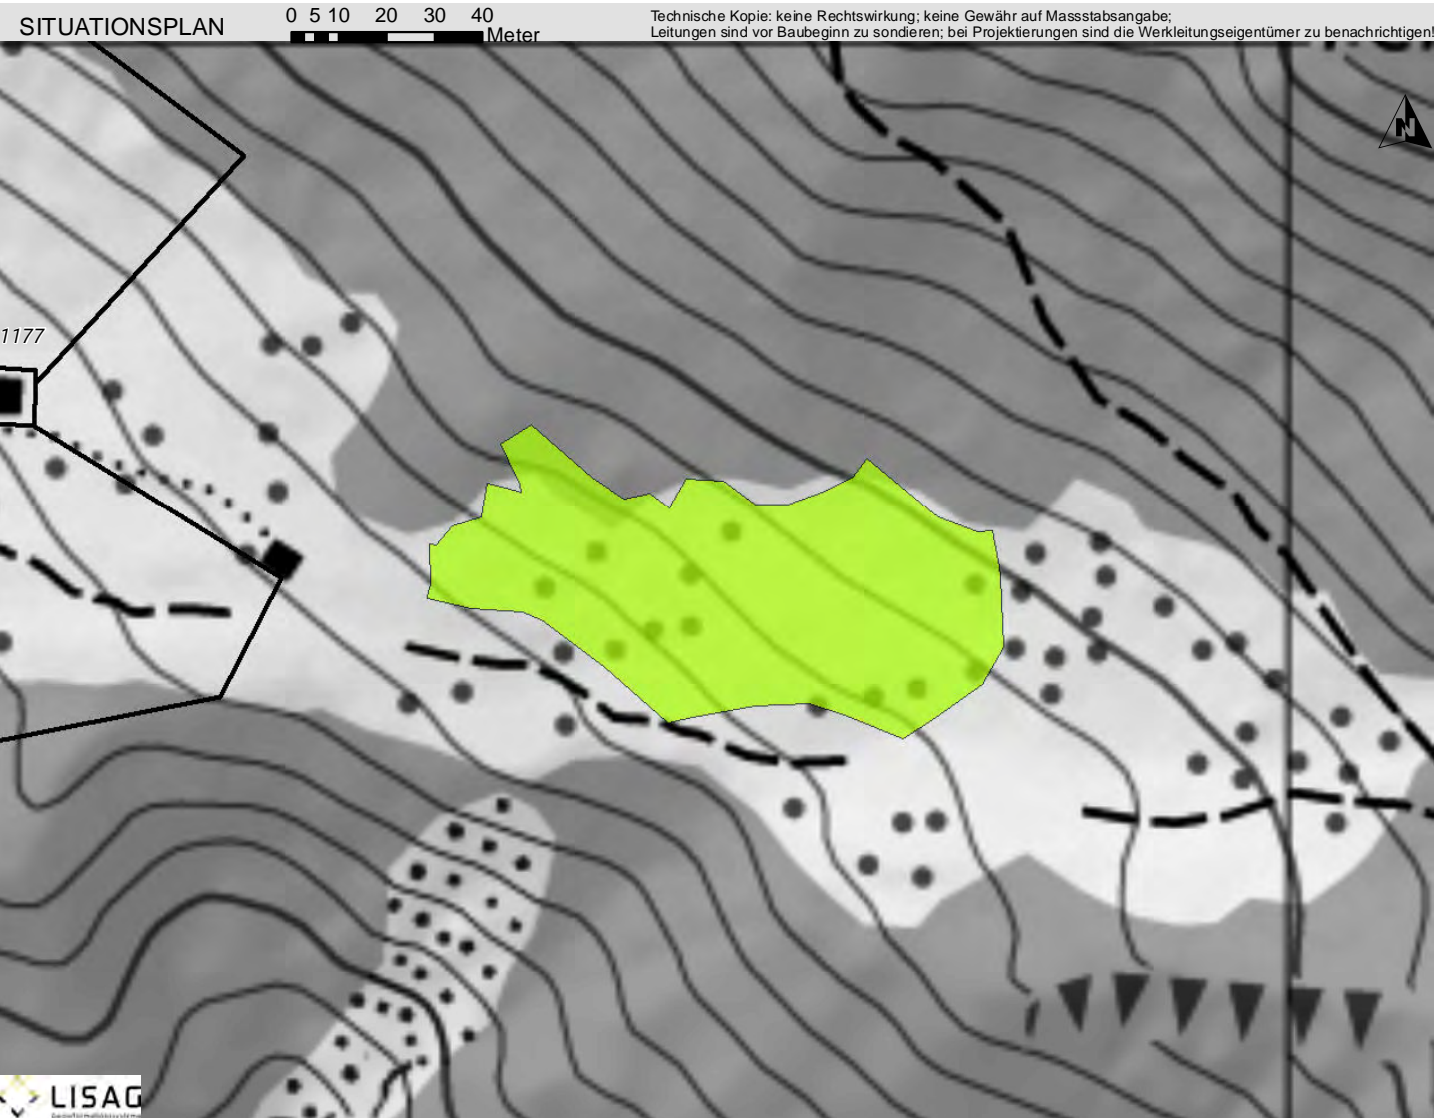 SITUATIONSPLAN
0 5 10 20 30 40
Meter
Technische Kopie: keine Rechtswirkung; keine Gewähr auf Massstabsangabe;
Leitungen sind vor Baubeginn zu sondieren; bei Projektierungen sind die Werkleitungseigentümer zu benachrichtigen!
N
1177
LISAG